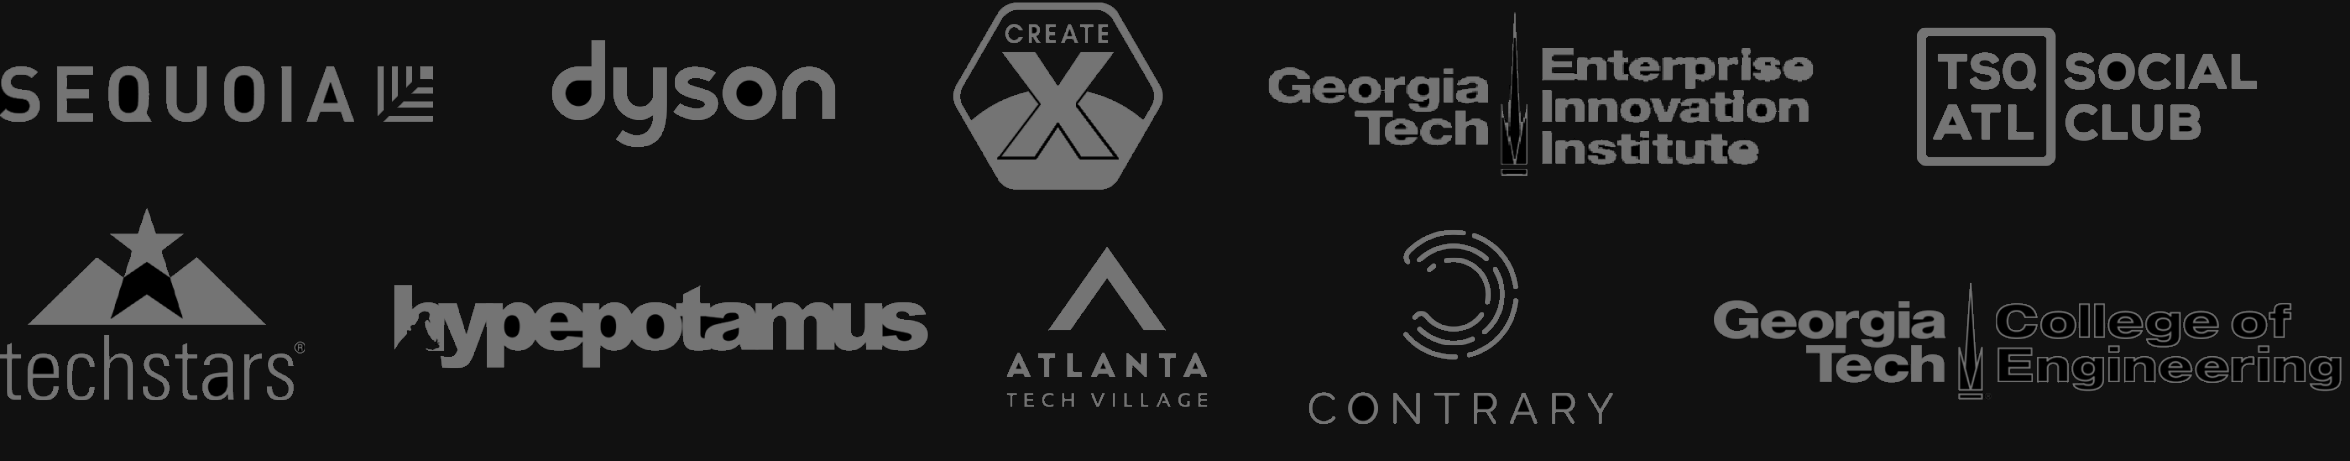 SEQUOIA
dyson
CREATE
X
Georgia
Tech
Enterprise
Innovation
Institute
TSQ
ATL
SOCIAL
CLUB
techstars®
hypepotamus
ATLANTA
TECH VILLAGE
CONTRARY
Georgia
Tech
College of
Engineering